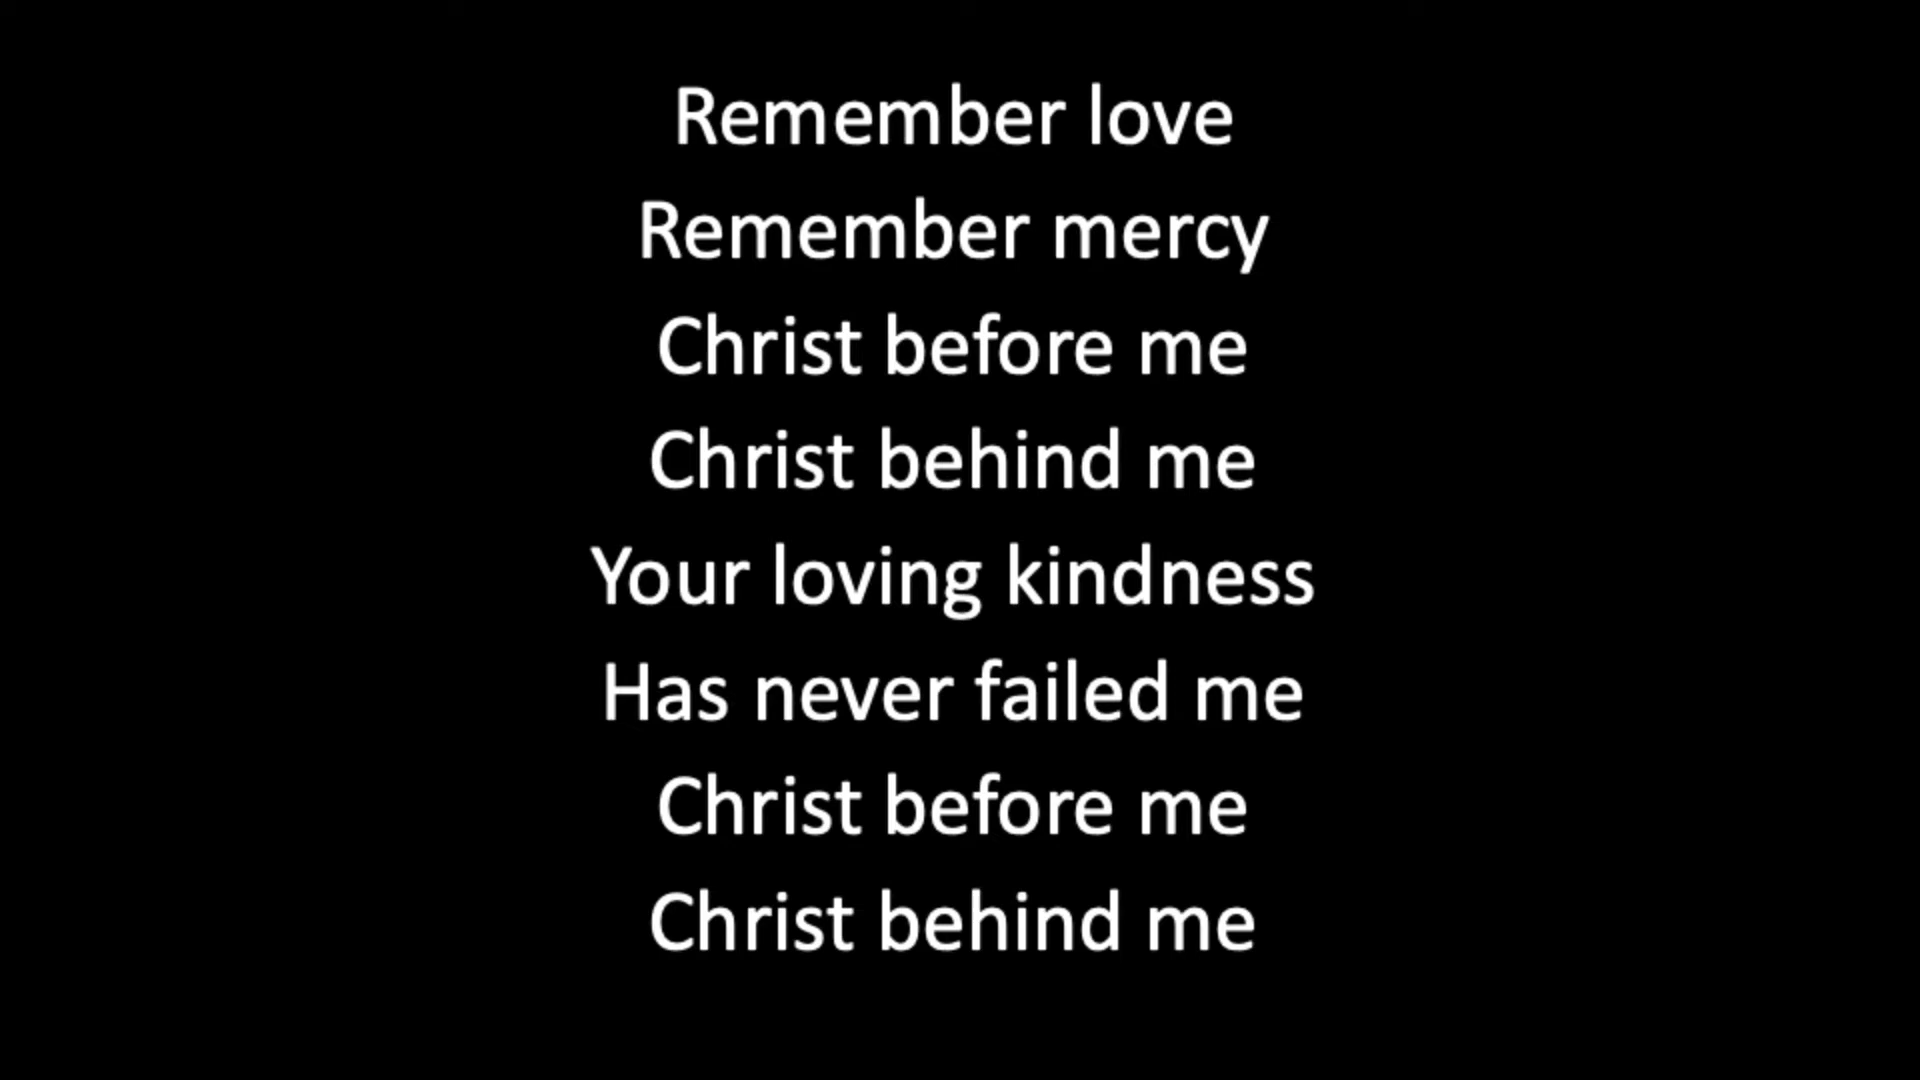 Remember love
Remember mercy
Christ before me
Christ behind me
Your loving kindness
Has never failed me
Christ before me
Christ behind me